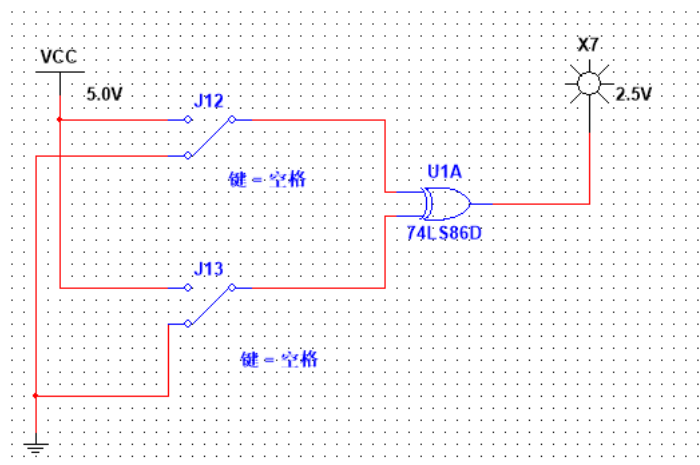 X7
VCC
2.5V
5.0V
J12
键 = 空格
U1A
74LS86D
J13
键 = 空格